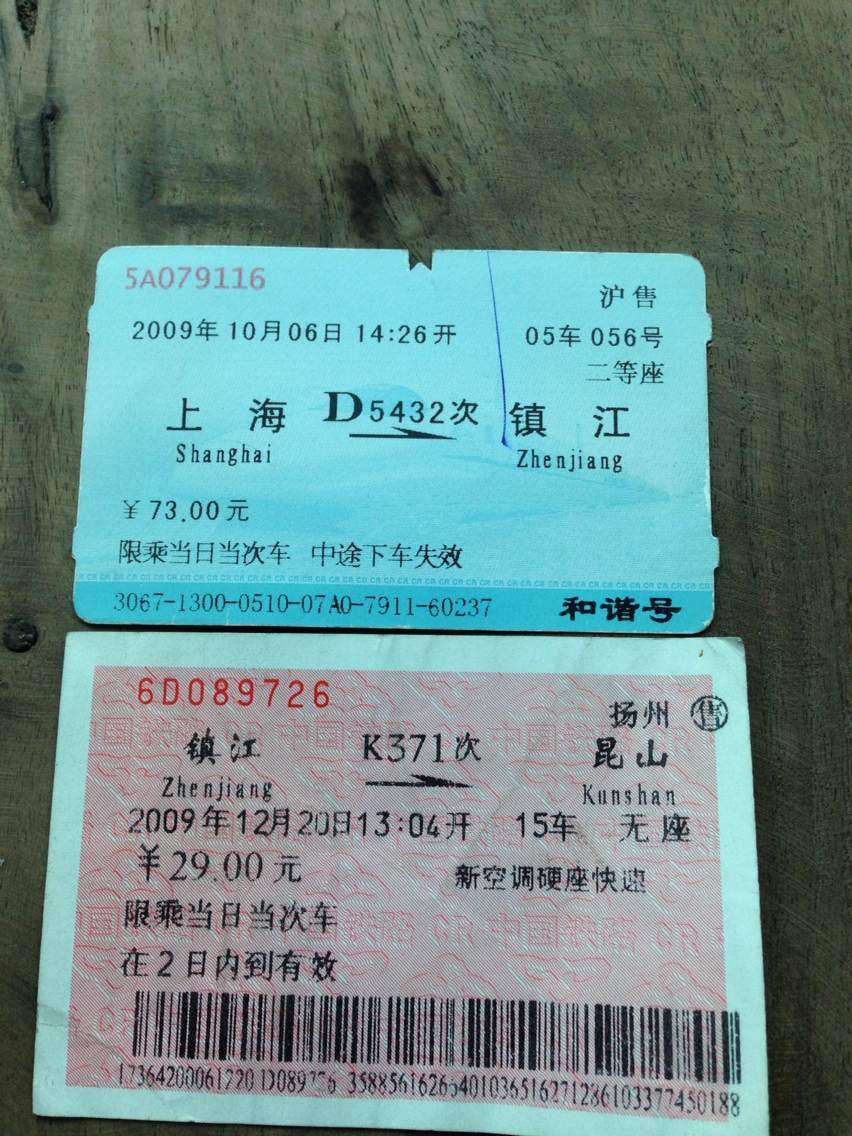 5A079116
沪售
2009年10月06日14:26开 05车056号
二等座
上海 D5432次 镇江
Shanghai Zhenjiang
¥73.00元
限乘当日当次车 中途下车失效
3067-1300-0510-07A0-7911-60237 和谐号
6D089726
扬州 售
镇江 K371次 昆山
Zhenjiang Kunshan
2009年12月20日13:04开 15车 无座
¥29.00元 新空调硬座快速
限乘当日当次车
在2日内到有效